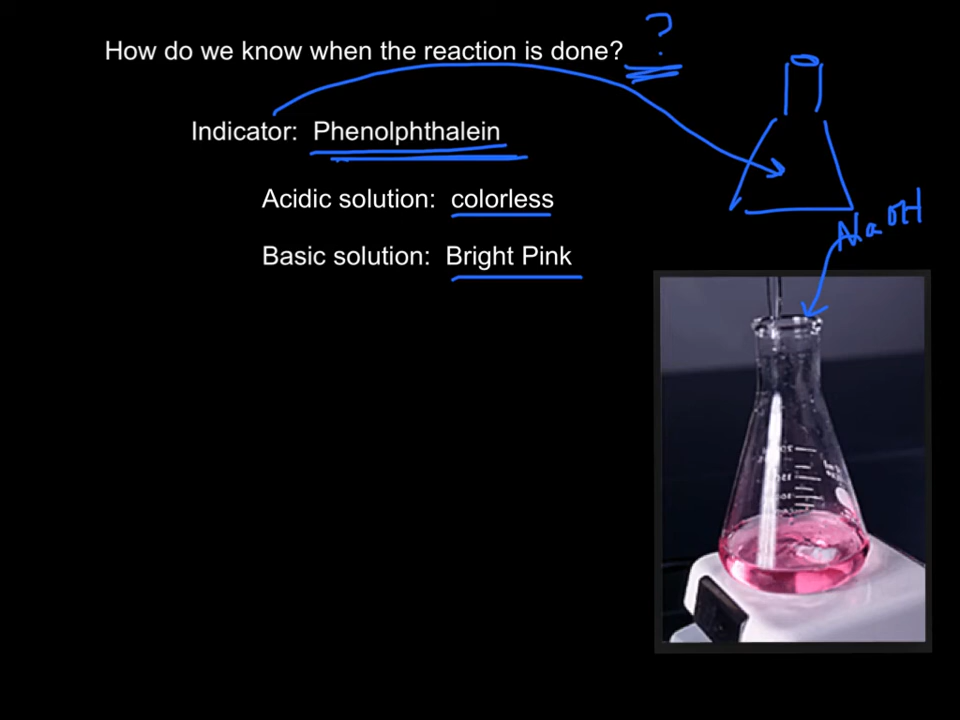 How do we know when the reaction is done? ?
Indicator: Phenolphthalein
Acidic solution: colorless
Basic solution: Bright Pink
NaOH